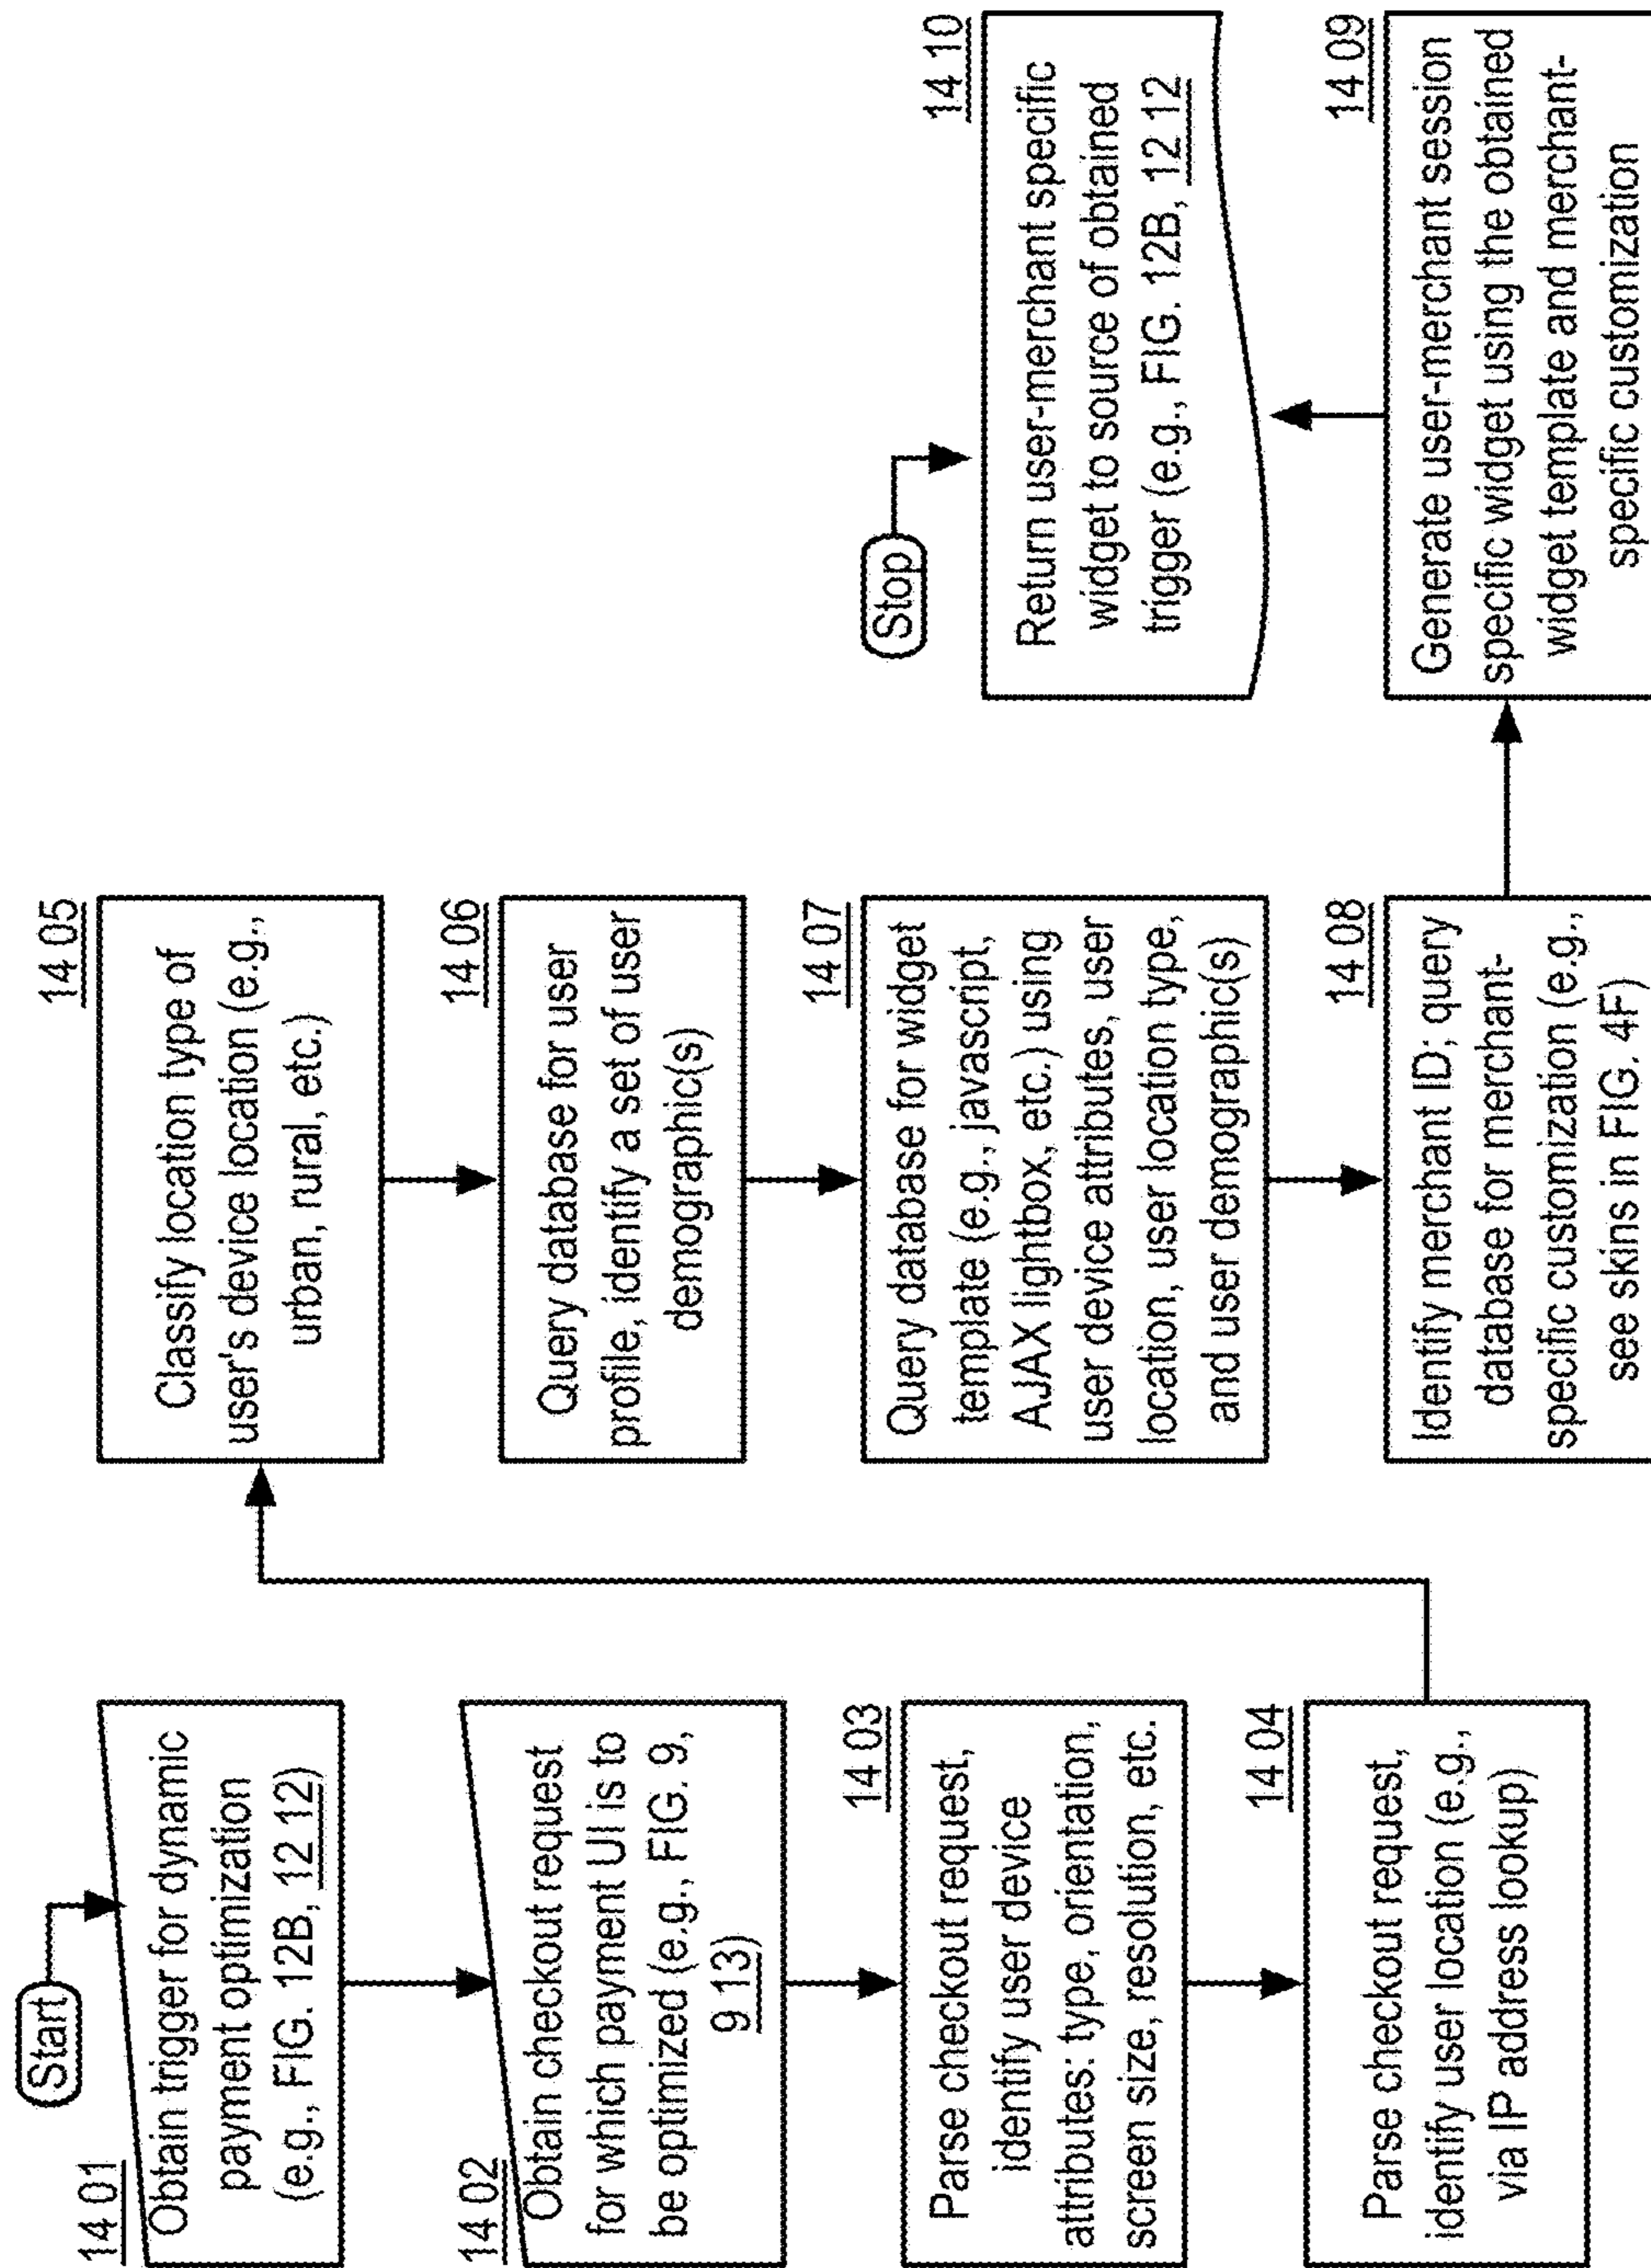 Start
14 01
Obtain trigger for dynamic
payment optimization
(e.g., FIG. 12B, 12 12)
14 02
Obtain checkout request
for which payment UI is to
be optimized (e.g., FIG. 9,
9 13)
14 03
Parse checkout request,
identify user device
attributes: type, orientation,
screen size, resolution, etc.
14 04
Parse checkout request,
identify user location (e.g.,
via IP address lookup)
14 05
Classify location type of
user's device location (e.g.,
urban, rural, etc.)
14 06
Query database for user
profile, identify a set of user
demographic(s)
14 07
Query database for widget
template (e.g., javascript,
AJAX lightbox, etc.) using
user device attributes, user
location, user location type,
and user demographic(s)
14 08
Identify merchant ID; query
database for merchant-
specific customization (e.g.,
see skins in FIG. 4F)
Stop
14 10
Return user-merchant specific
widget to source of obtained
trigger (e.g., FIG. 12B, 12 12
14 09
Generate user-merchant session
specific widget using the obtained
widget template and merchant-
specific customization